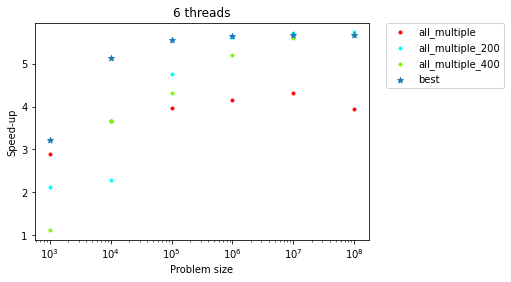 6 threads
all_multiple
all_multiple_200
all_multiple_400
best
Speed-up
5
4
3
2
1
10³
10⁴
10⁵
10⁶
10⁷
10⁸
Problem size